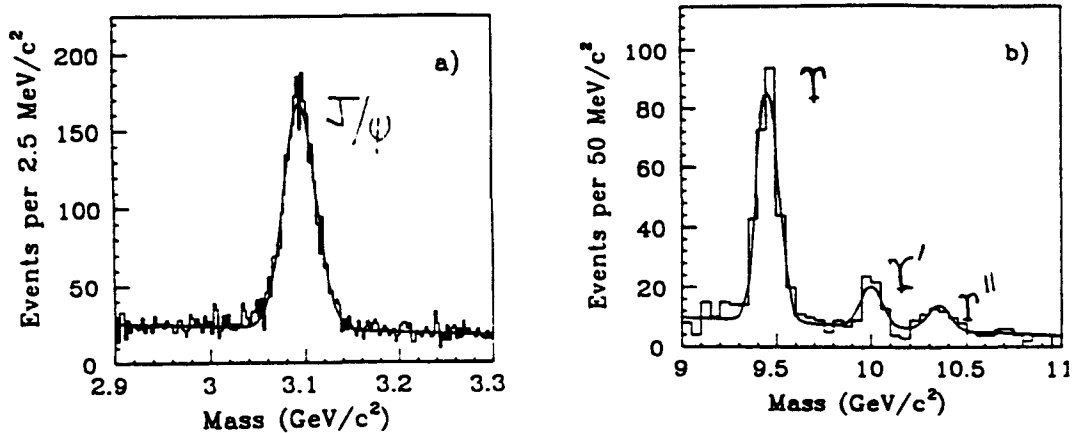 Events per 2.5 MeV/c²
200
150
100
50
0
a)
J/ψ
2.9
3
3.1
3.2
3.3
Mass (GeV/c²)
Events per 50 MeV/c²
100
80
60
40
20
0
b)
ϒ
ϒ′
ϒ″
9
9.5
10
10.5
11
Mass (GeV/c²)